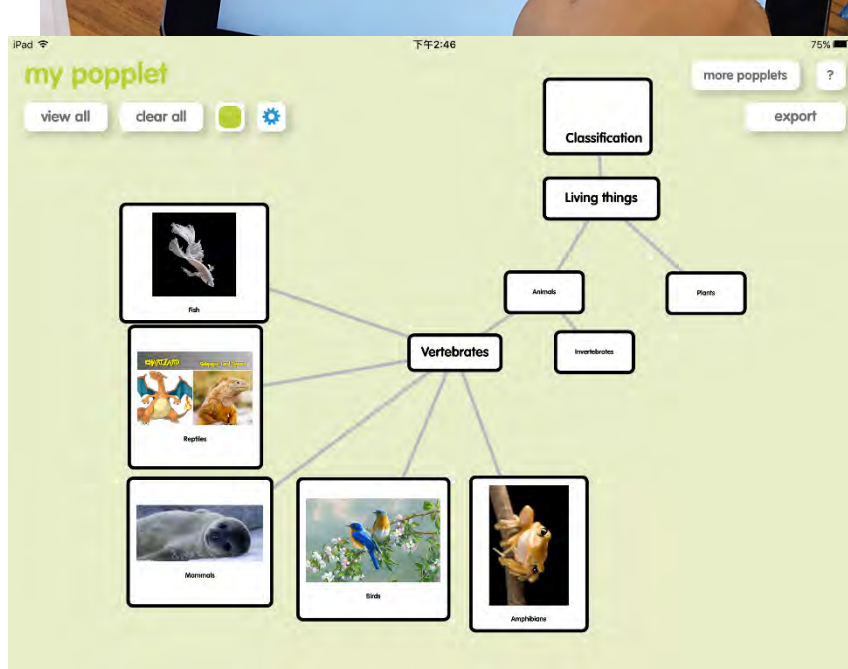 iPad
下午2:46
75%
my popplet
more popplets
?
view all
clear all
export
Classification
Living things
Animals
Plants
Vertebrates
Invertebrates
Fish
CHARIZARD
Reptiles
Mammals
Birds
Amphibians